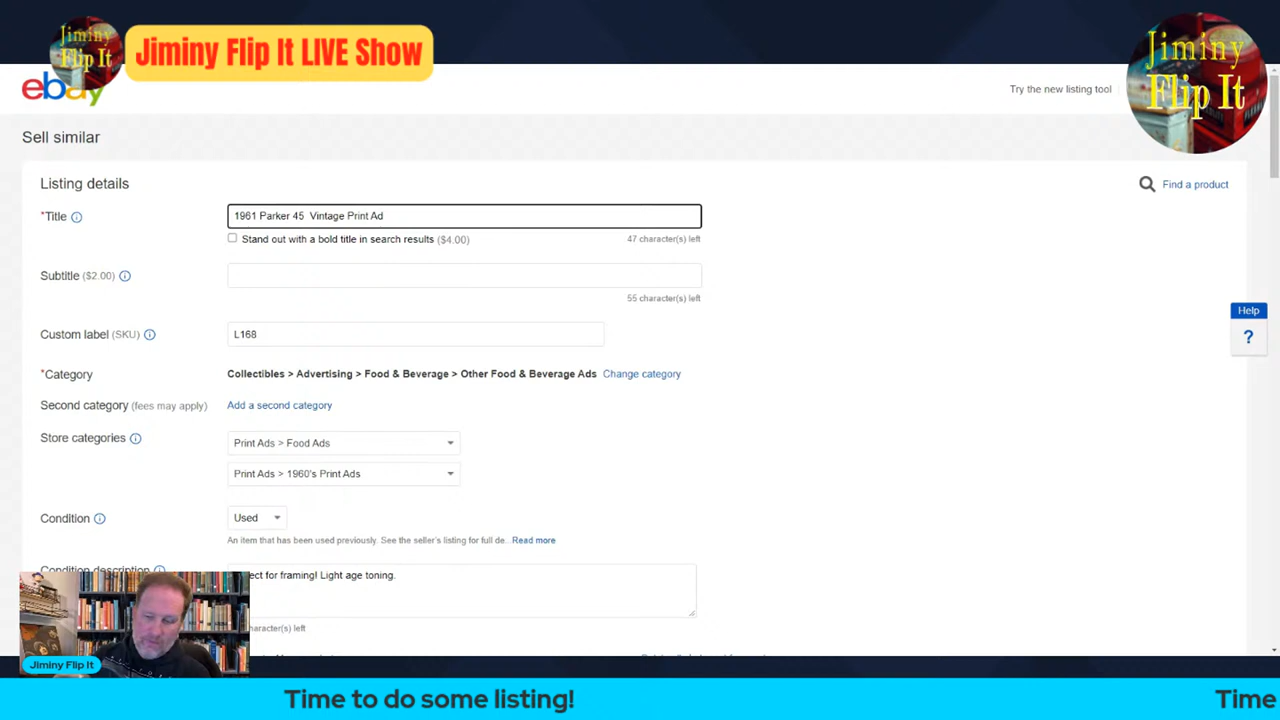 Jiminy
Flip It
Jiminy Flip It LIVE Show
Jiminy
Flip It
ebay
Try the new listing tool
Sell similar
Listing details
Find a product
*Title
1961 Parker 45  Vintage Print Ad
Stand out with a bold title in search results ($4.00)
47 character(s) left
Subtitle ($2.00)
55 character(s) left
Help
?
Custom label (SKU)
L168
*Category
Collectibles > Advertising > Food & Beverage > Other Food & Beverage Ads Change category
Second category (fees may apply)
Add a second category
Store categories
Print Ads > Food Ads
Print Ads > 1960's Print Ads
Condition
Used
An item that has been used previously. See the seller's listing for full de.. Read more
Condition description
ect for framing! Light age toning.
haracter(s) left
Jiminy Flip It
Time to do some listing!
Time